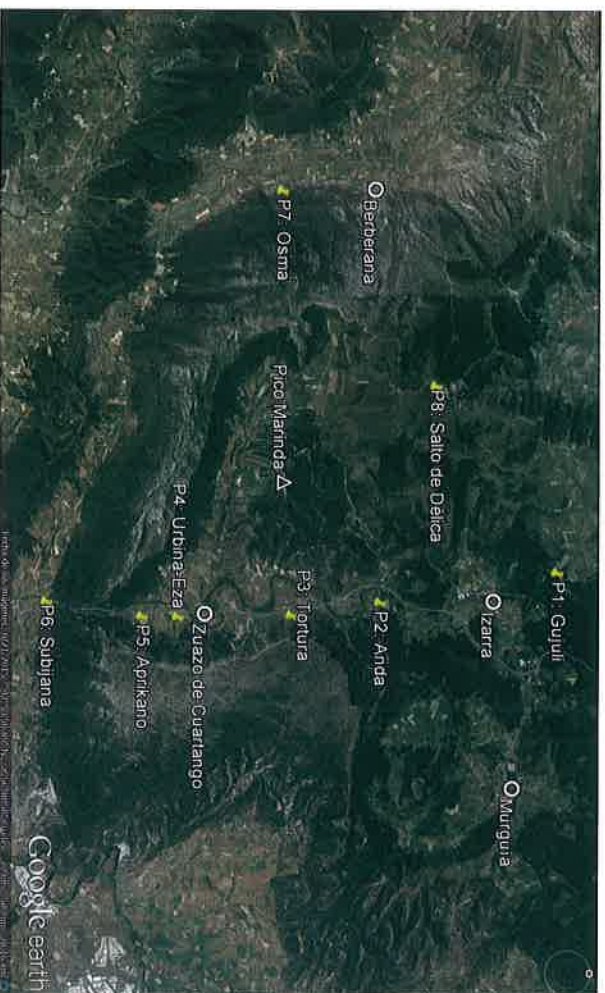 P1: Gujuli
Izarra
Murguia
P8: Salto de Délica
Berberana
P2: Anda
P7: Osma
Pico Marinda
P3: Tortura
Zuazo de Cuartango
P4: Urbina-Eza
P5: Aprikano
P6: Subijana
Google earth